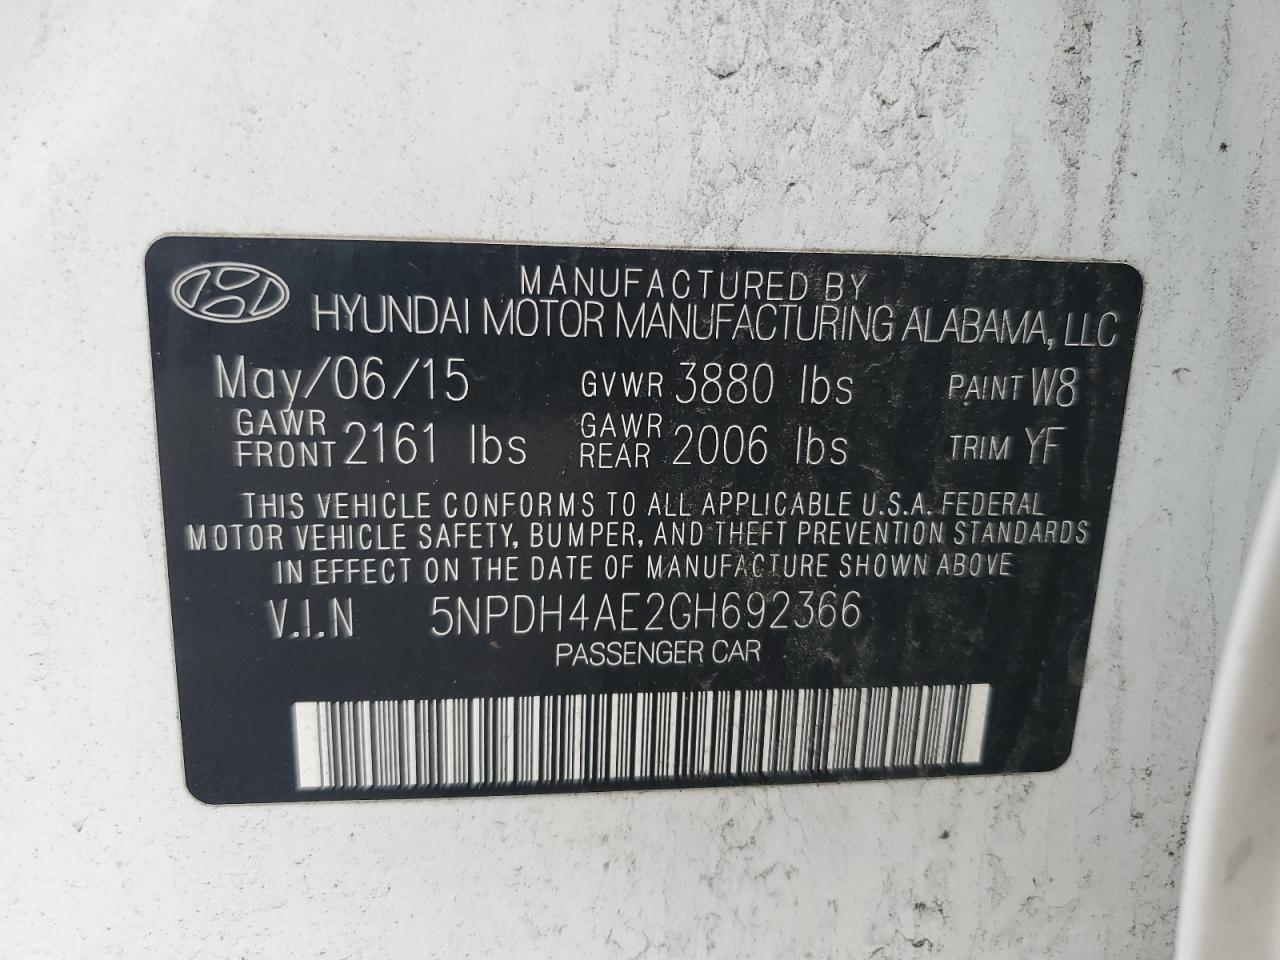 MANUFACTURED BY
HYUNDAI MOTOR MANUFACTURING ALABAMA, LLC
May/06/15 GVWR 3880 lbs PAINT W8
GAWR FRONT 2161 lbs GAWR REAR 2006 lbs TRIM YF
THIS VEHICLE CONFORMS TO ALL APPLICABLE U.S.A. FEDERAL
MOTOR VEHICLE SAFETY, BUMPER, AND THEFT PREVENTION STANDARDS
IN EFFECT ON THE DATE OF MANUFACTURE SHOWN ABOVE
V.I.N 5NPDH4AE2GH692366
PASSENGER CAR